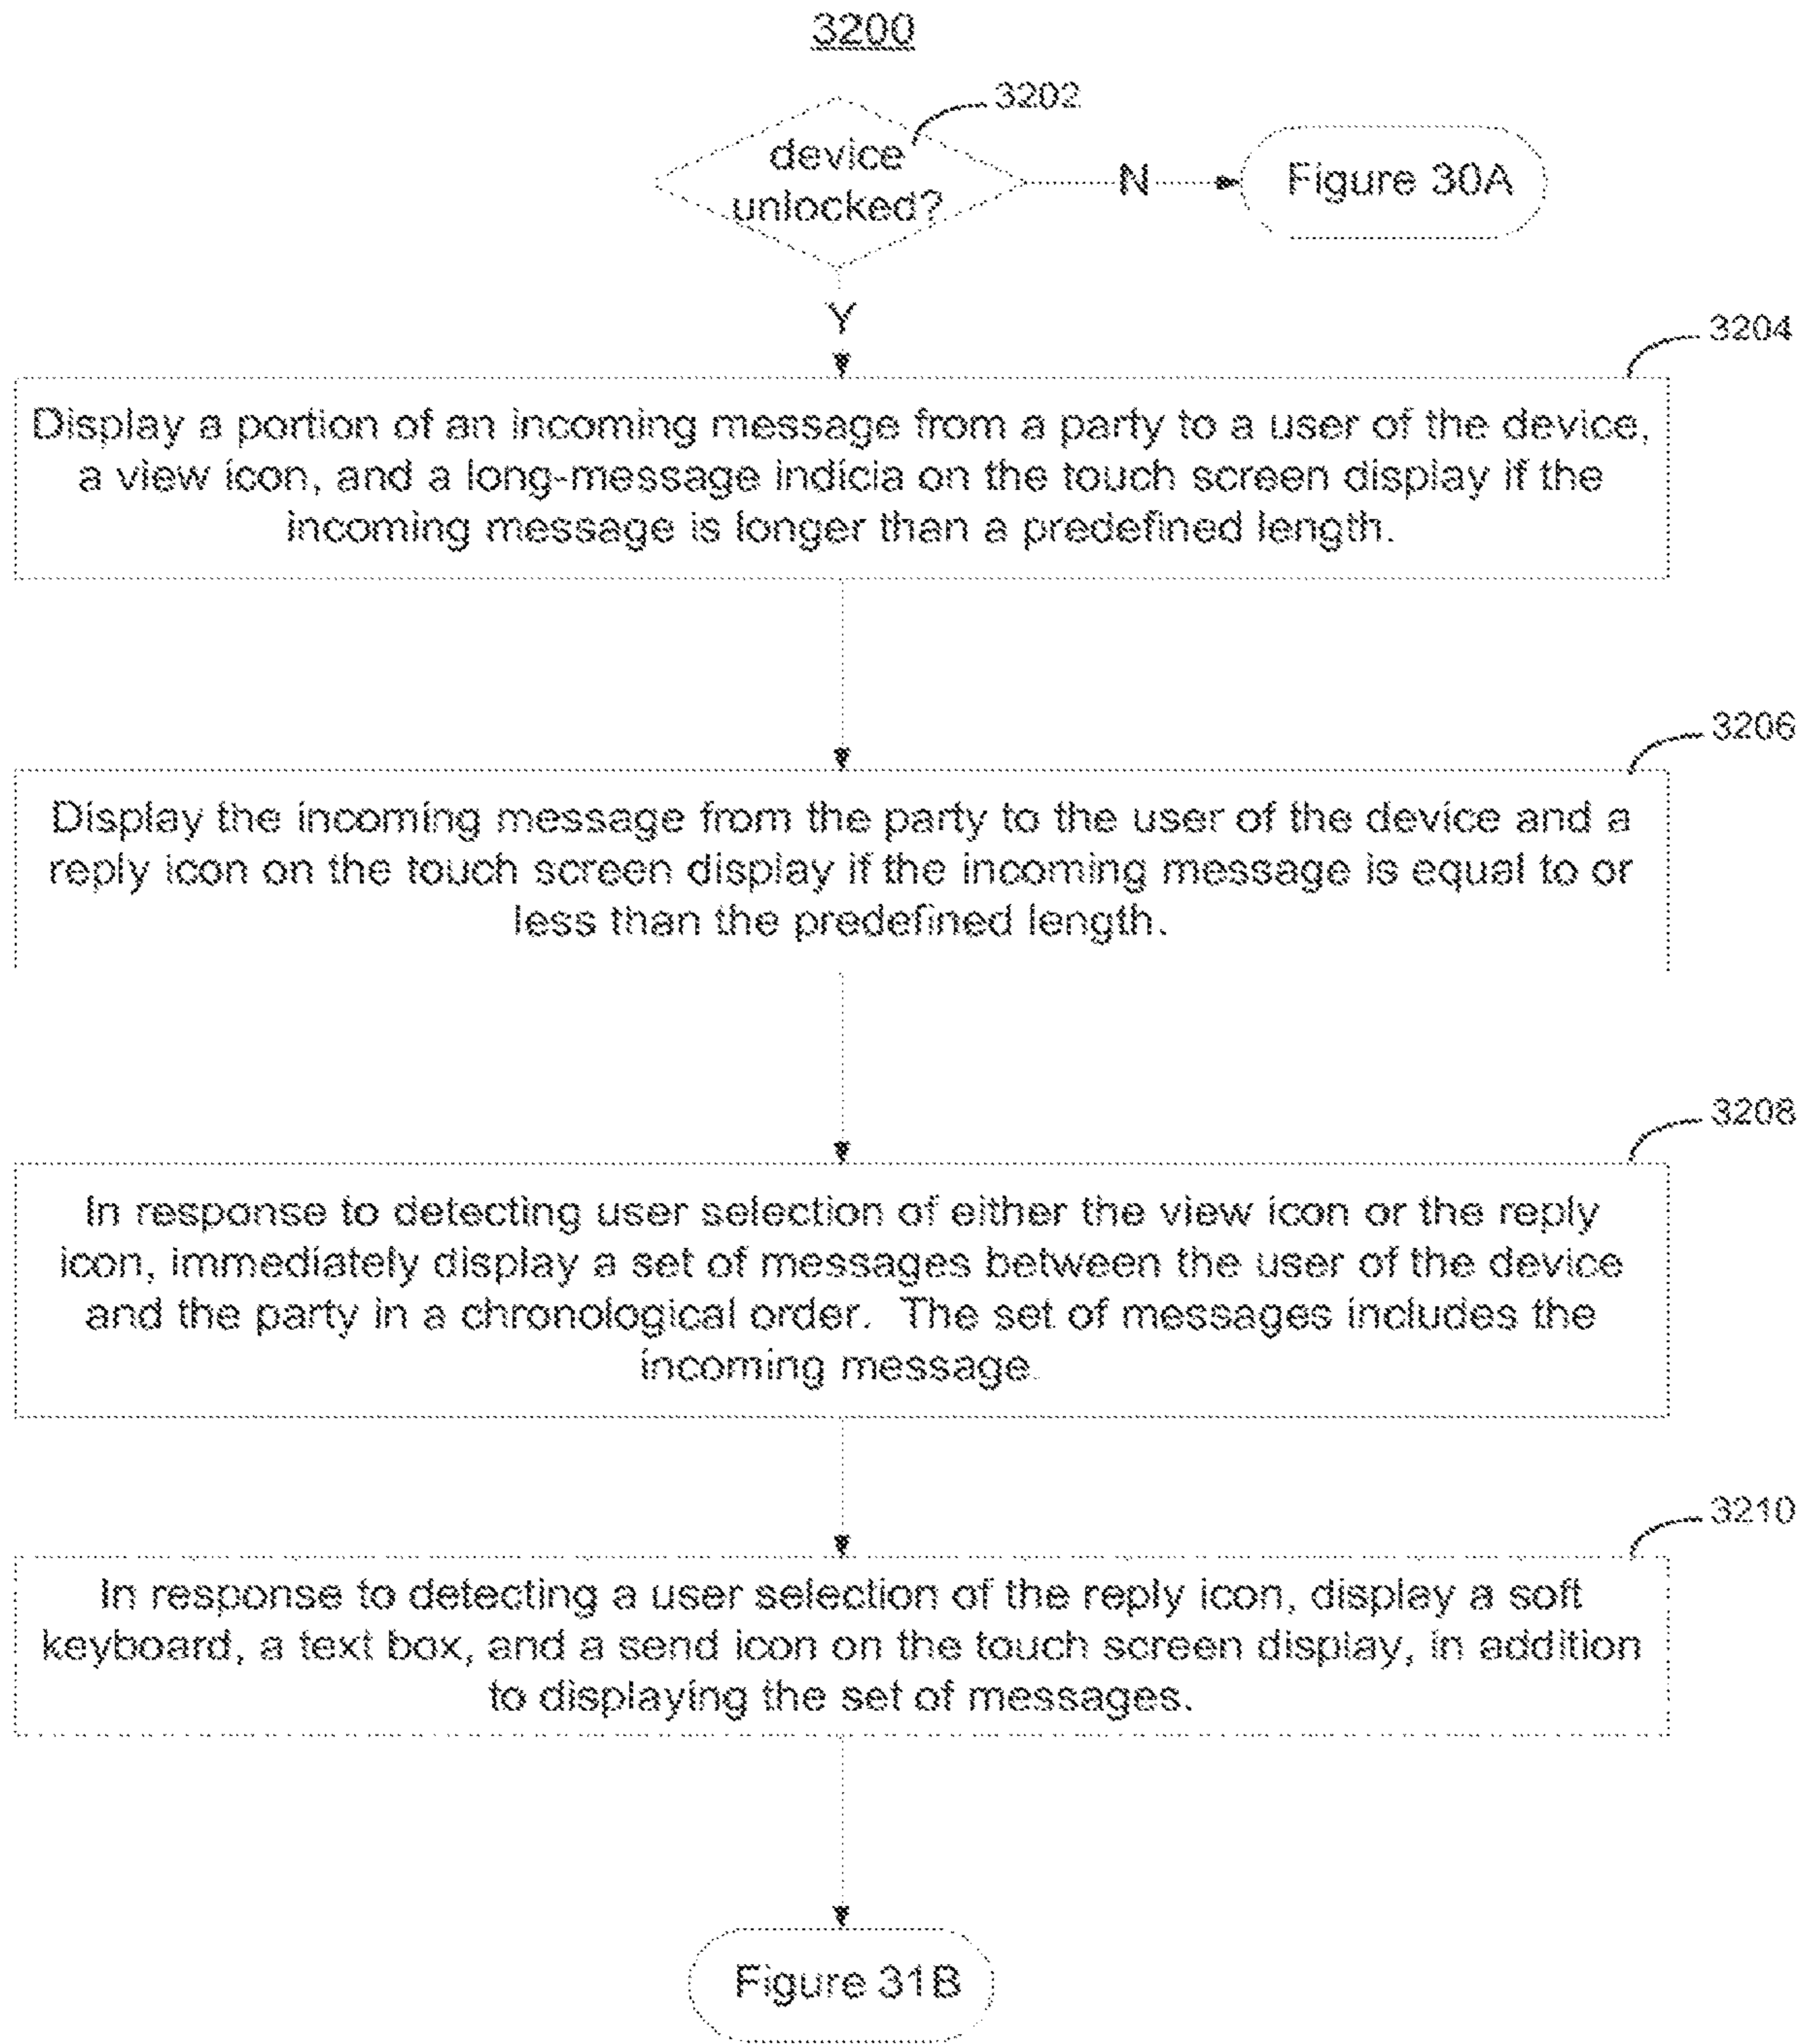 3200
3202
device
unlocked?
N
Figure 30A
Y
3204
Display a portion of an incoming message from a party to a user of the device,
a view icon, and a long-message indicia on the touch screen display if the
incoming message is longer than a predefined length.
3206
Display the incoming message from the party to the user of the device and a
reply icon on the touch screen display if the incoming message is equal to or
less than the predefined length.
3208
In response to detecting user selection of either the view icon or the reply
icon, immediately display a set of messages between the user of the device
and the party in a chronological order. The set of messages includes the
incoming message.
3210
In response to detecting a user selection of the reply icon, display a soft
keyboard, a text box, and a send icon on the touch screen display, in addition
to displaying the set of messages.
Figure 31B